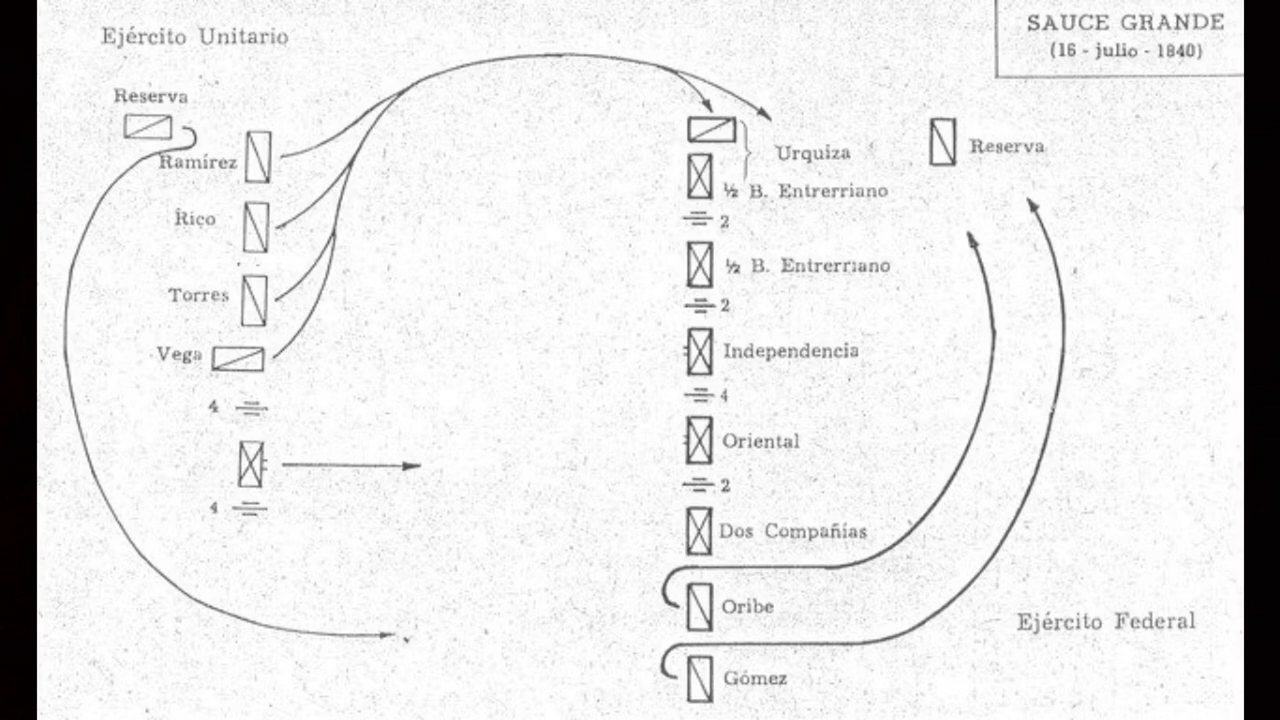 Ejército Unitario
SAUCE GRANDE
(16 - julio - 1840)
Reserva
Ramírez
Rico
Torres
Vega
4
4
Urquiza
½ B. Entrerriano
2
½ B. Entrerriano
2
Independencia
4
Oriental
2
Dos Compañías
Oribe
Gómez
Reserva
Ejército Federal